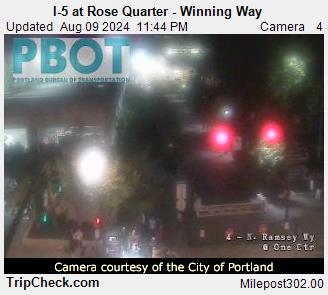 I-5 at Rose Quarter - Winning Way
Updated Aug 09 2024 11:44 PM Camera 4
PBOT
PORTLAND BUREAU OF TRANSPORTATION
4 - N. Ramsey Wy
@ One Ctr
Camera courtesy of the City of Portland
TripCheck.com Milepost302.00